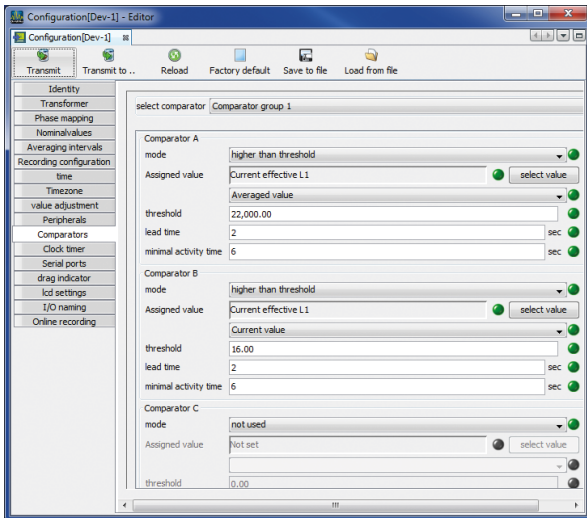 Configuration[Dev-1] - Editor
Configuration[Dev-1]
Transmit Transmit to .. Reload Factory default Save to file Load from file
Identity
Transformer
Phase mapping
Nominalvalues
Averaging intervals
Recording configuration
time
Timezone
value adjustment
Peripherals
Comparators
Clock timer
Serial ports
drag indicator
lcd settings
I/O naming
Online recording
select comparator Comparator group 1
Comparator A
mode higher than threshold
Assigned value Current effective L1 select value
Averaged value
threshold 22,000.00
lead time 2 sec
minimal activity time 6 sec
Comparator B
mode higher than threshold
Assigned value Current effective L1 select value
Current value
threshold 16.00
lead time 2 sec
minimal activity time 6 sec
Comparator C
mode not used
Assigned value Not set select value
threshold 0.00